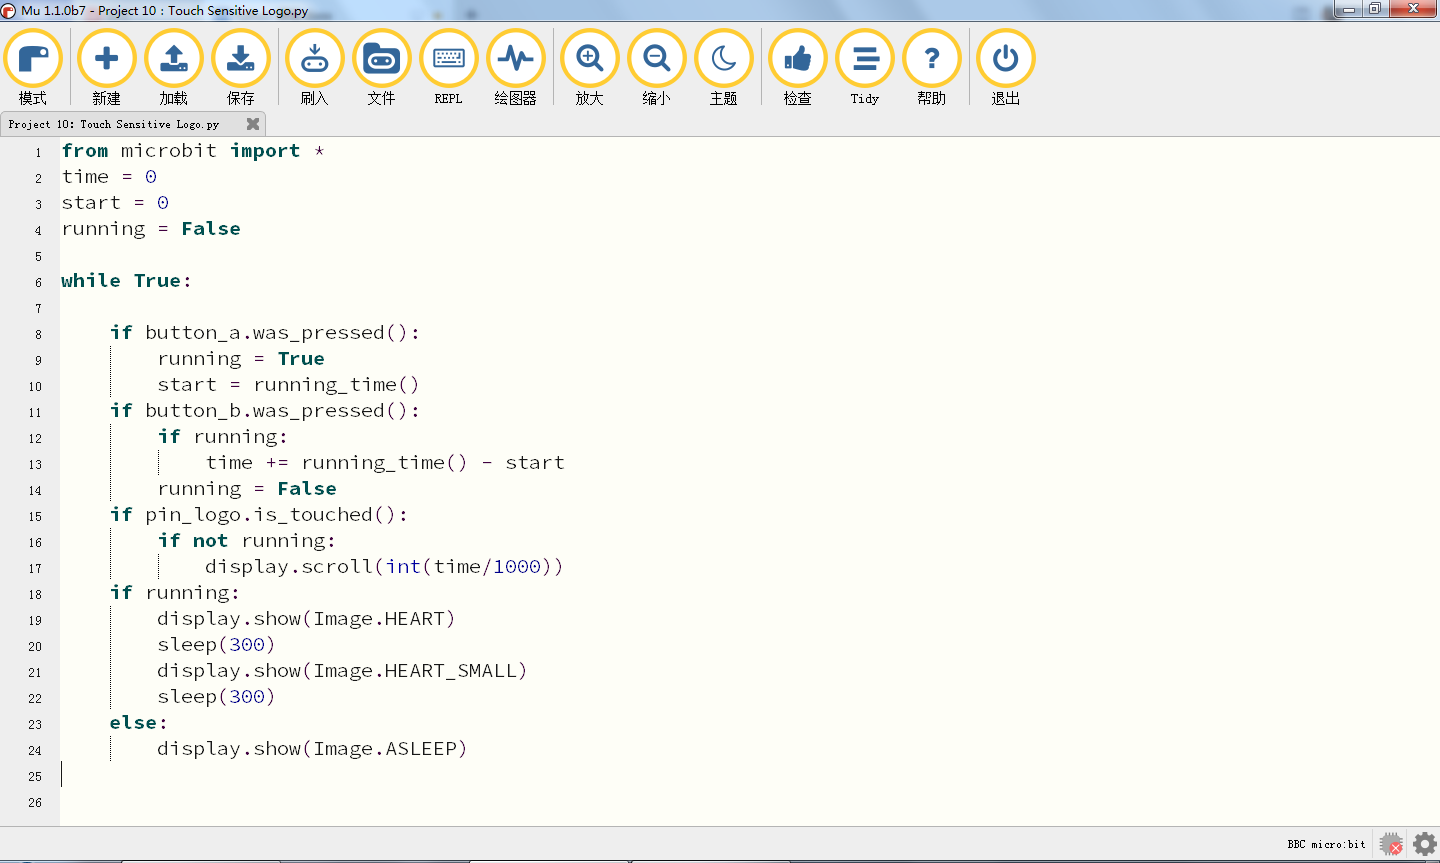 Mu 1.1.0b7 - Project 10 : Touch Sensitive Logo.py
模式 新建 加载 保存 刷入 文件 REPL 绘图器 放大 缩小 主题 检查 Tidy 帮助 退出
Project 10: Touch Sensitive Logo.py
1 from microbit import *
2 time = 0
3 start = 0
4 running = False
5
6 while True:
7
8 if button_a.was_pressed():
9 running = True
10 start = running_time()
11 if button_b.was_pressed():
12 if running:
13 time += running_time() - start
14 running = False
15 if pin_logo.is_touched():
16 if not running:
17 display.scroll(int(time/1000))
18 if running:
19 display.show(Image.HEART)
20 sleep(300)
21 display.show(Image.HEART_SMALL)
22 sleep(300)
23 else:
24 display.show(Image.ASLEEP)
25
26
BBC micro:bit